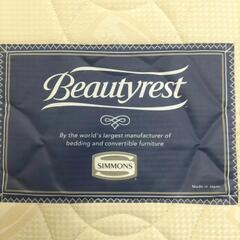 Beautyrest
By the world's largest manufacturer of
bedding and convertible furniture
SIMMONS
Made in Japan